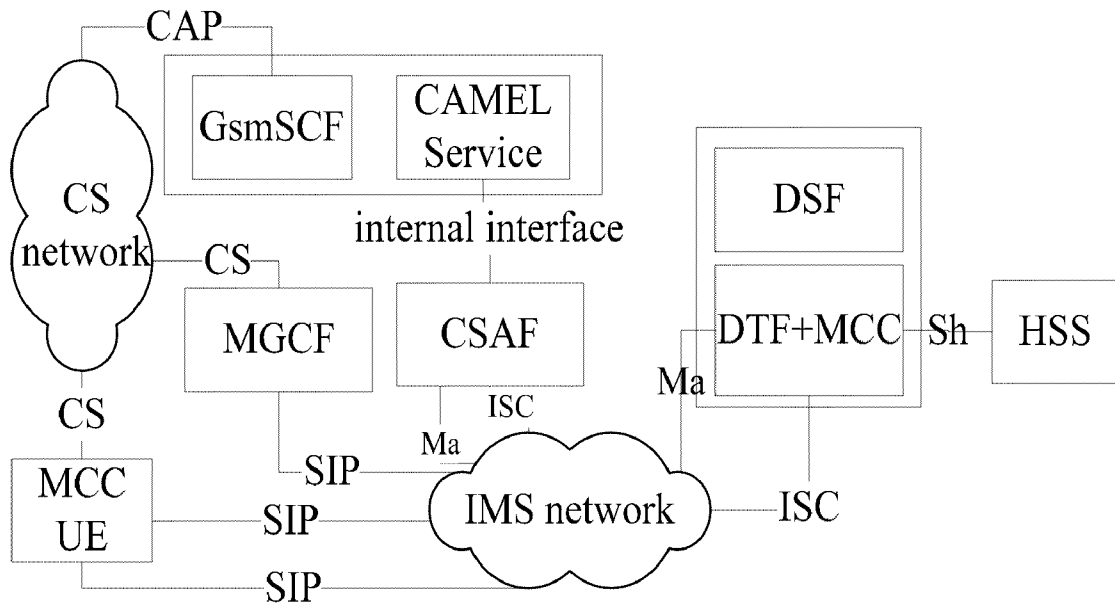 CAP
GsmSCF
CAMEL
Service
DSF
CS
network
internal interface
CS
MGCF
CSAF
DTF+MCC
Sh
HSS
Ma
CS
ISC
Ma
MCC
UE
SIP
SIP
IMS network
ISC
SIP